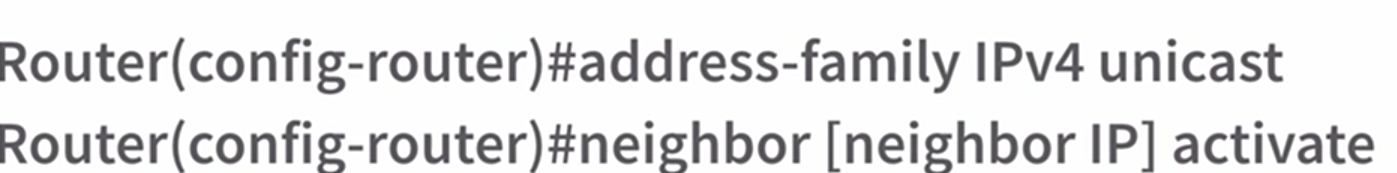 Router(config-router)#address-family IPv4 unicast
Router(config-router)#neighbor [neighbor IP] activate